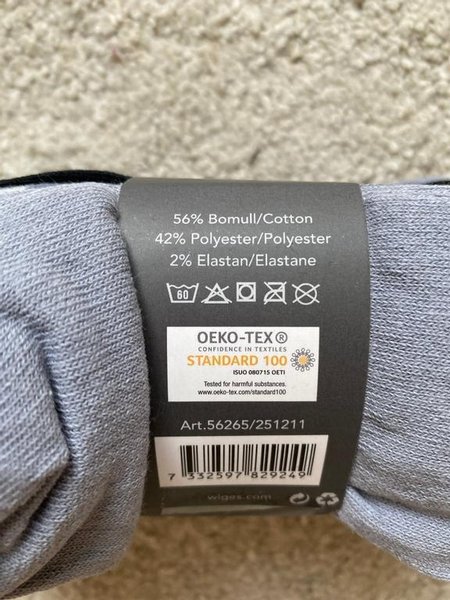 56% Bomull/Cotton
42% Polyester/Polyester
2% Elastan/Elastane
60
OEKO-TEX®
CONFIDENCE IN TEXTILES
STANDARD 100
ISUO 080715 OETI
Tested for harmful substances.
www.oeko-tex.com/standard100
Art.56265/251211
7 332597 829249
wiges.com